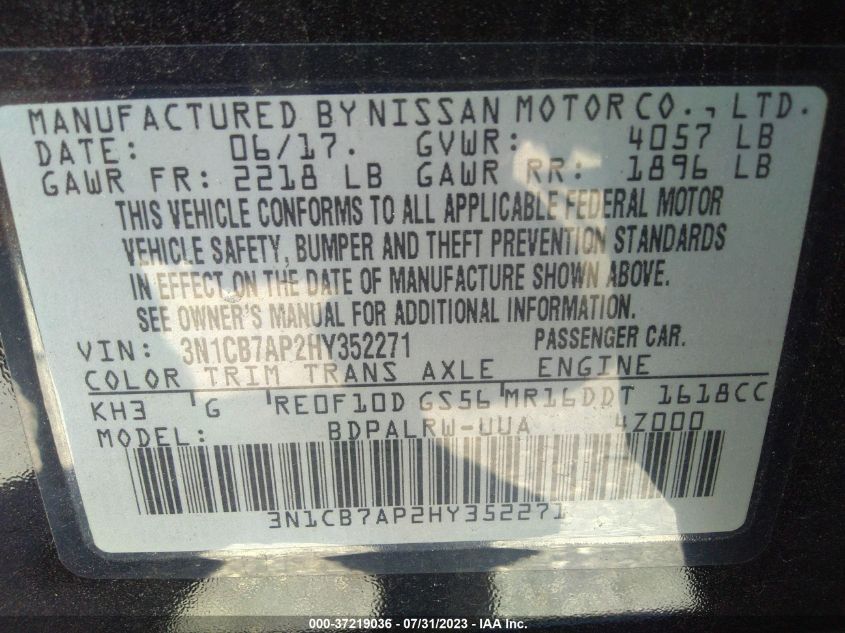 MANUFACTURED BY NISSAN MOTOR CO., LTD.
DATE: 06/17. GVWR: 4057 LB
GAWR FR: 2218 LB GAWR RR: 1896 LB
THIS VEHICLE CONFORMS TO ALL APPLICABLE FEDERAL MOTOR
VEHICLE SAFETY, BUMPER AND THEFT PREVENTION STANDARDS
IN EFFECT ON THE DATE OF MANUFACTURE SHOWN ABOVE.
SEE OWNER'S MANUAL FOR ADDITIONAL INFORMATION.
VIN: 3N1CB7AP2HY352271 PASSENGER CAR.
COLOR TRIM TRANS AXLE ENGINE
KH3 G RE0F10D GS56 MR16DDT 1618CC
MODEL: BDPALRW-UUA 4Z000
3N1CB7AP2HY352271
000-37219036 - 07/31/2023 - IAA, Inc.